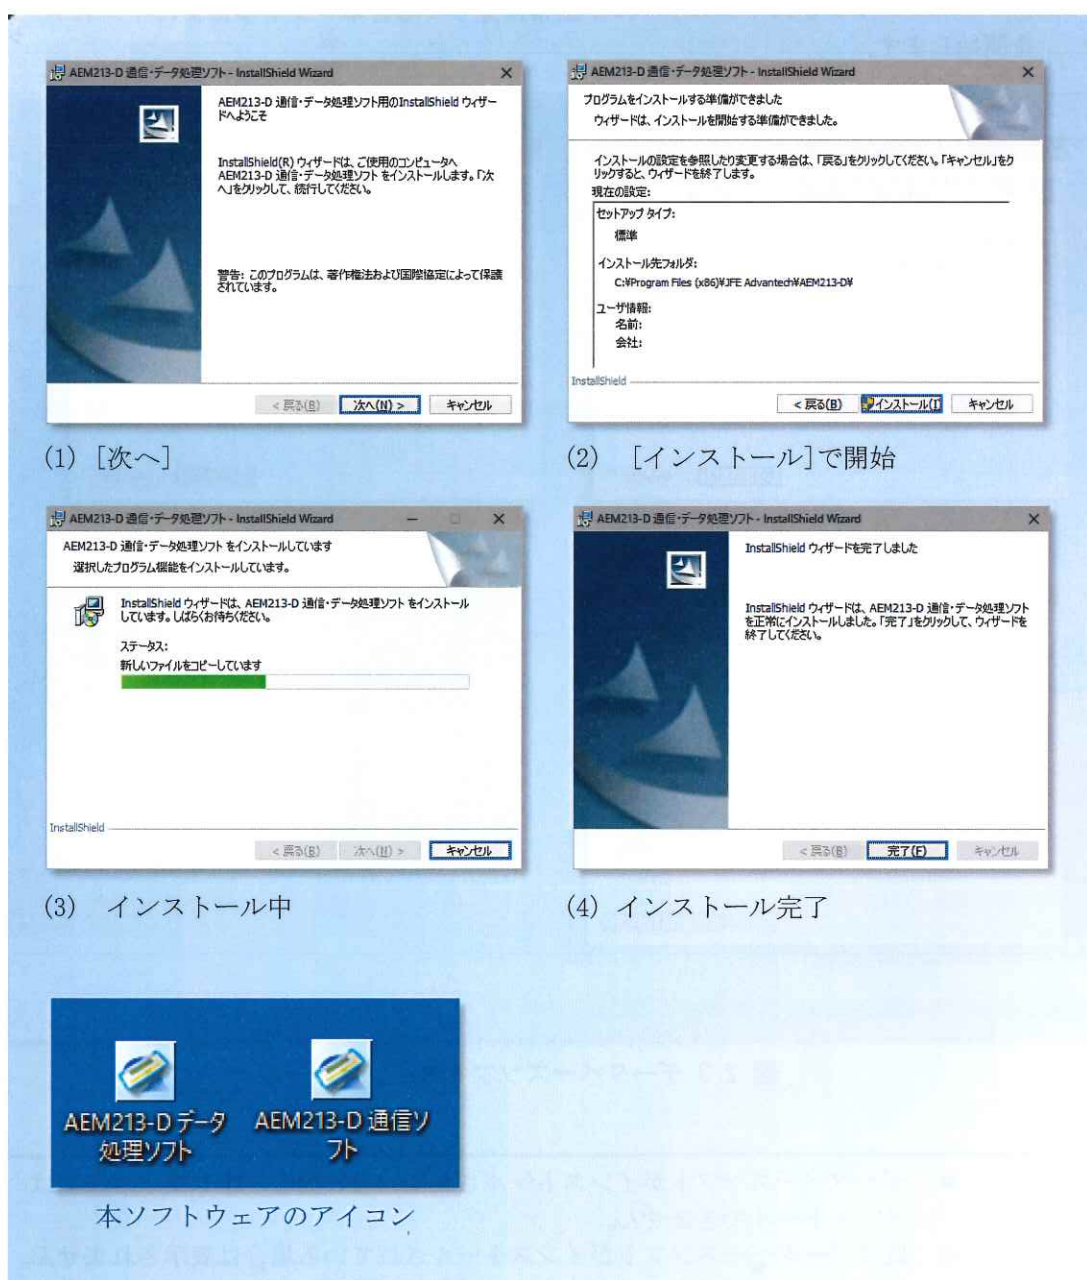 AEM213-D 通信・データ処理ソフト - InstallShield Wizard
AEM213-D 通信・データ処理ソフト用のInstallShield ウィザー
ドへようこそ
InstallShield(R) ウィザードは、ご使用のコンピュータへ
AEM213-D 通信・データ処理ソフト をインストールします。「次
へ」をクリックして、続行してください。
警告: このプログラムは、著作権法および国際協定によって保護
されています。
< 戻る(B) 次へ(N) > キャンセル
(1) [次へ]
AEM213-D 通信・データ処理ソフト - InstallShield Wizard
プログラムをインストールする準備ができました
ウィザードは、インストールを開始する準備ができました。
インストールの設定を参照したり変更する場合は、「戻る」をクリックしてください。「キャンセル」をク
リックすると、ウィザードを終了します。
現在の設定:
セットアップ タイプ:
標準
インストール先フォルダ:
C:¥Program Files (x86)¥JFE Advantech¥AEM213-D¥
ユーザ情報:
名前:
会社:
InstallShield
< 戻る(B) インストール(I) キャンセル
(2) [インストール]で開始
AEM213-D 通信・データ処理ソフト - InstallShield Wizard
AEM213-D 通信・データ処理ソフト をインストールしています
選択したプログラム機能をインストールしています。
InstallShield ウィザードは、AEM213-D 通信・データ処理ソフト をインストール
しています。しばらくお待ちください。
ステータス:
新しいファイルをコピーしています
InstallShield
< 戻る(B) 次へ(N) > キャンセル
(3) インストール中
AEM213-D 通信・データ処理ソフト - InstallShield Wizard
InstallShield ウィザードを完了しました
InstallShield ウィザードは、AEM213-D 通信・データ処理ソフト
を正常にインストールしました。「完了」をクリックして、ウィザードを
終了してください。
< 戻る(B) 完了(F) キャンセル
(4) インストール完了
AEM213-D データ
処理ソフト
AEM213-D 通信ソ
フト
本ソフトウェアのアイコン